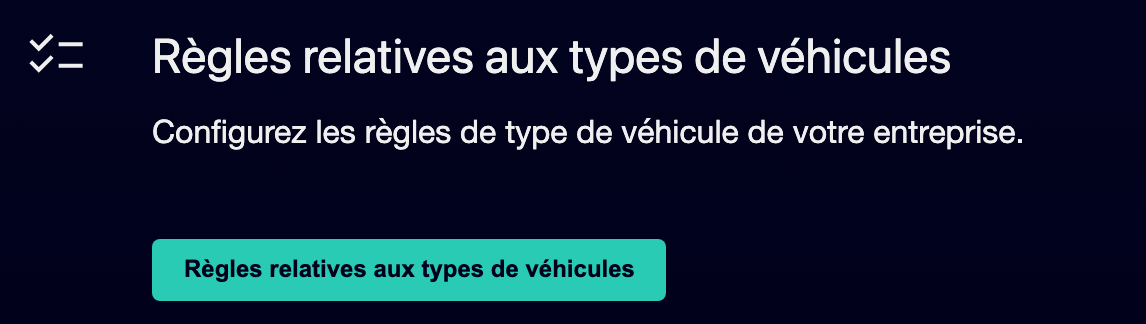 Règles relatives aux types de véhicules
Configurez les règles de type de véhicule de votre entreprise.
Règles relatives aux types de véhicules